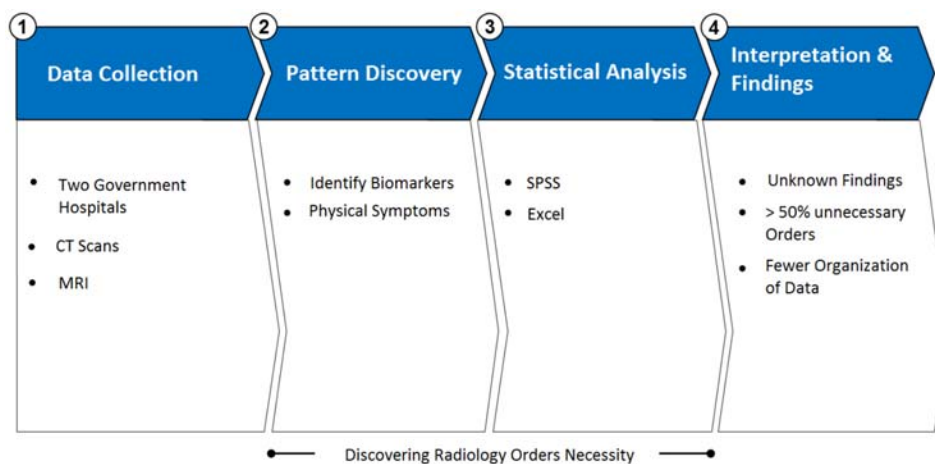 1
Data Collection
2
Pattern Discovery
3
Statistical Analysis
4
Interpretation &
Findings
• Two Government
Hospitals
• CT Scans
• MRI
• Identify Biomarkers
• Physical Symptoms
• SPSS
• Excel
• Unknown Findings
• > 50% unnecessary
Orders
• Fewer Organization
of Data
Discovering Radiology Orders Necessity